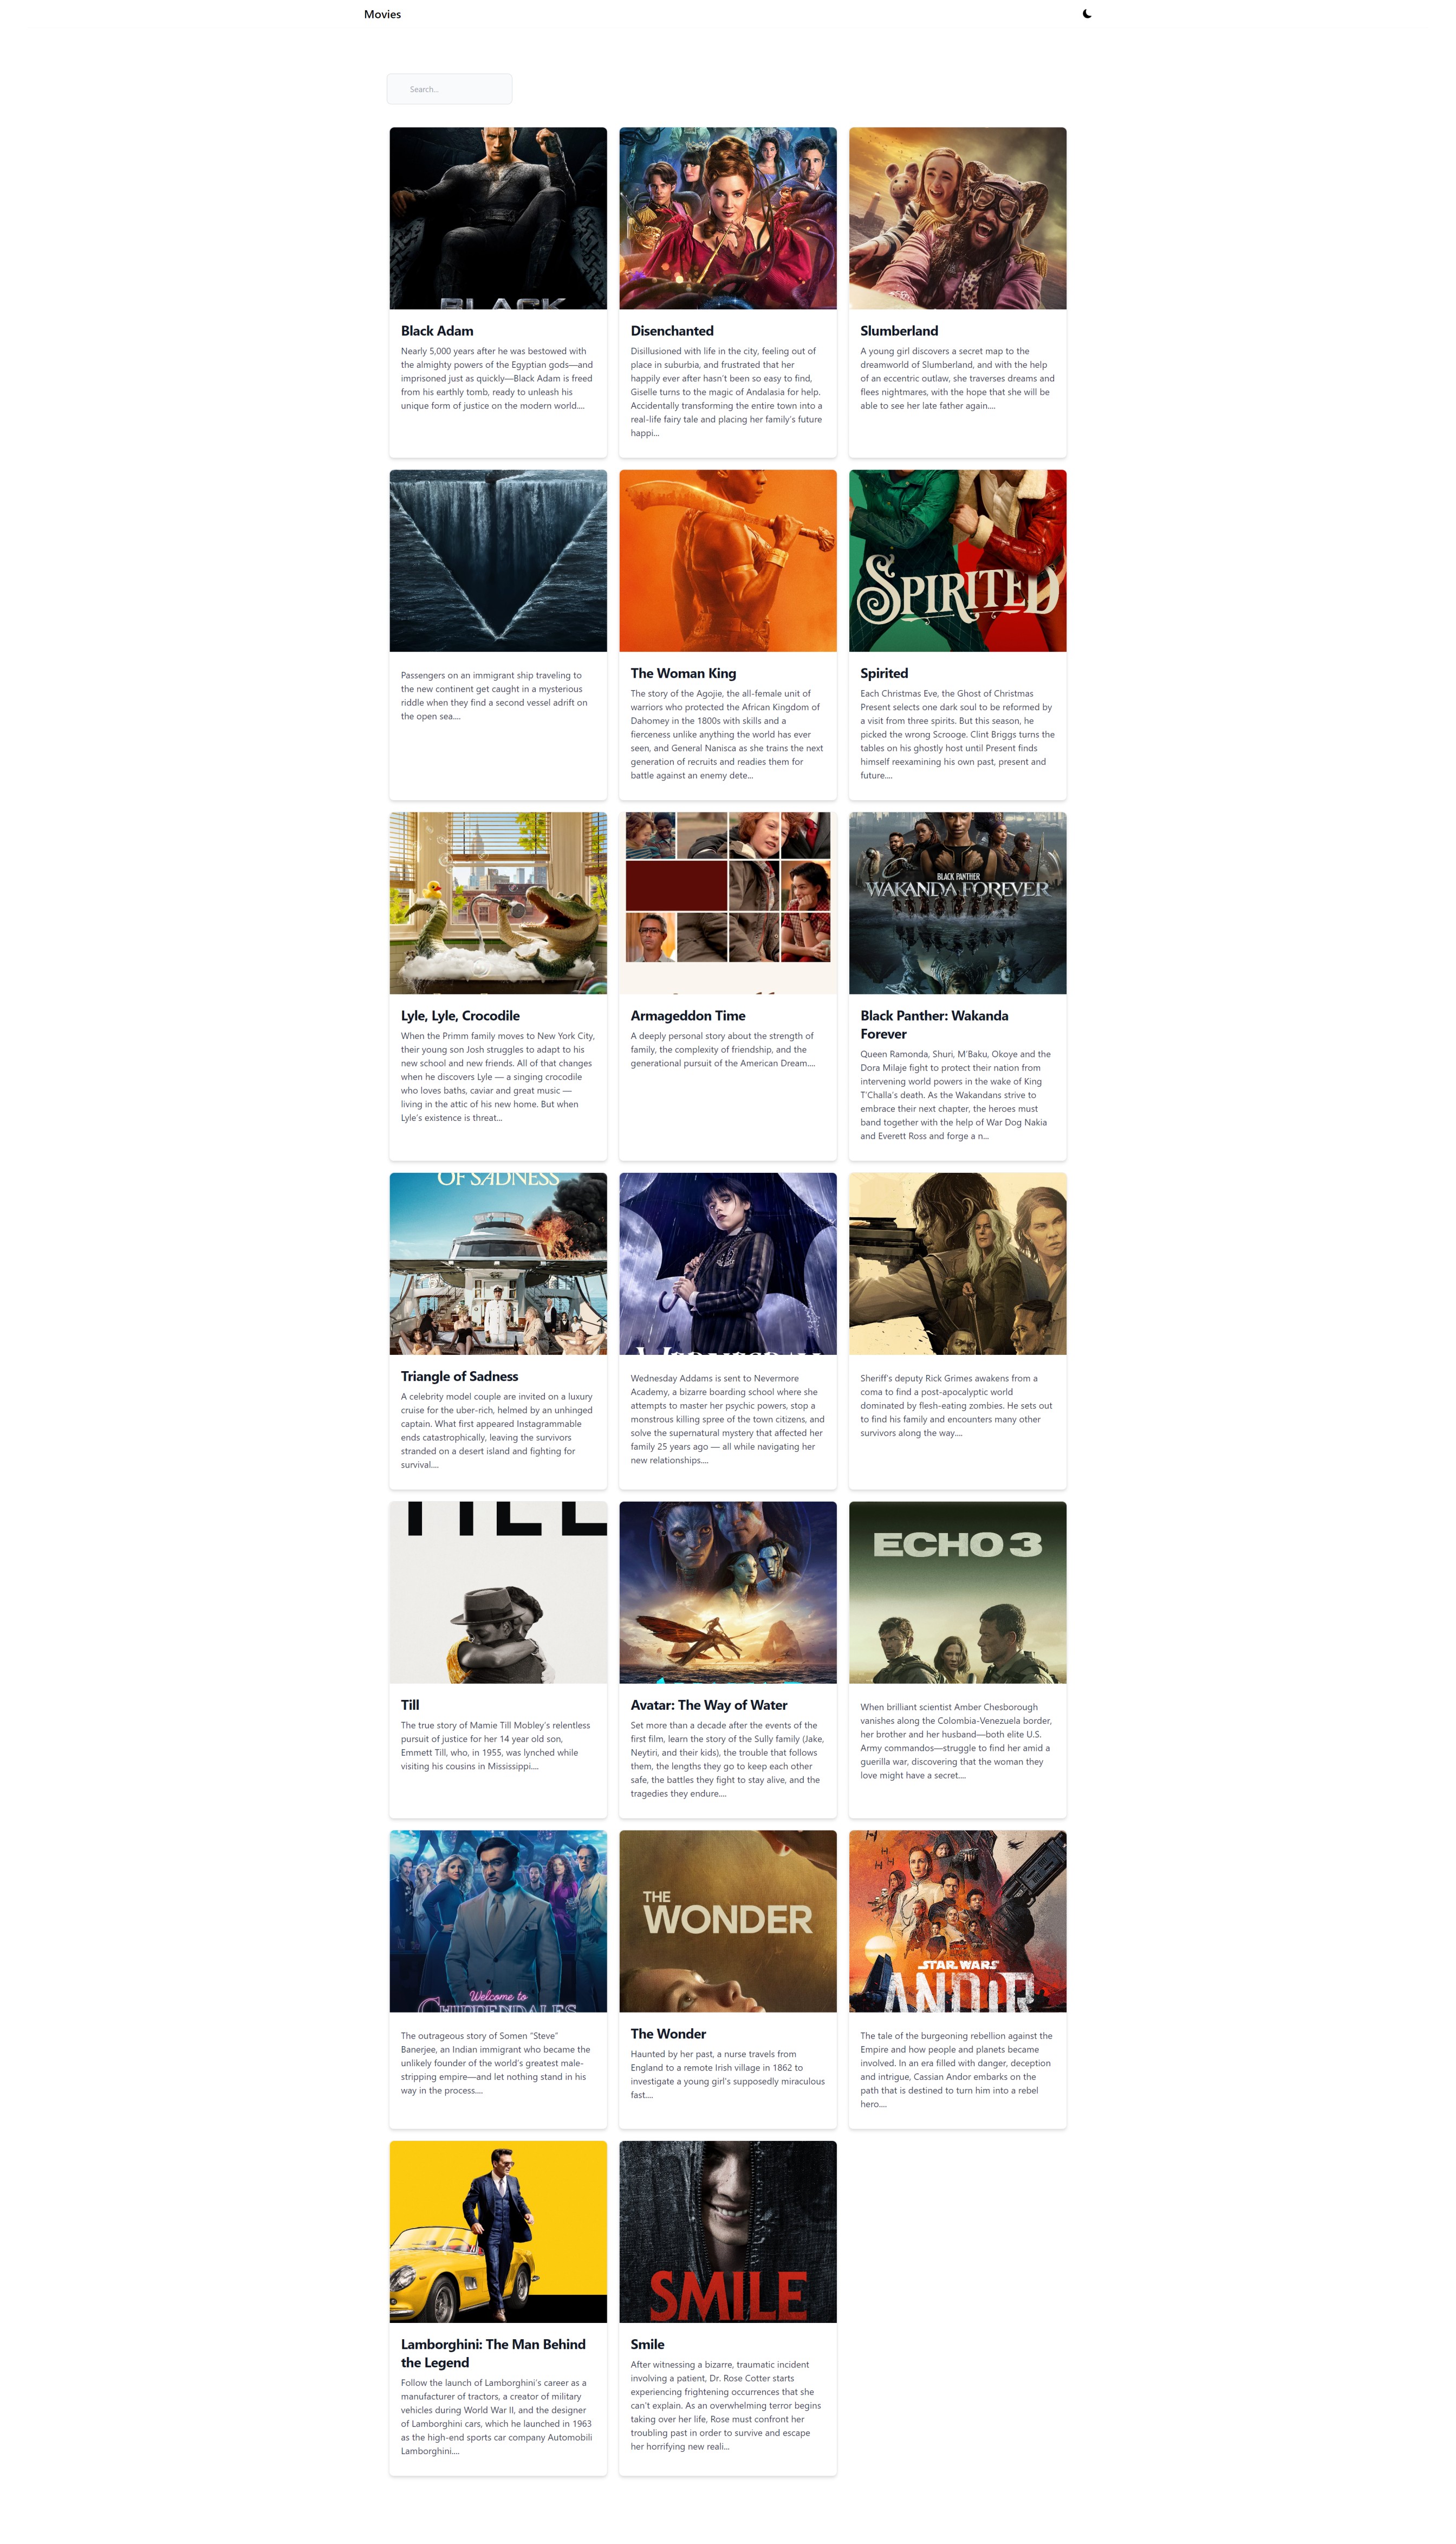 Movies
Search...
BLACK
Black Adam
Nearly 5,000 years after he was bestowed with
the almighty powers of the Egyptian gods—and
imprisoned just as quickly—Black Adam is freed
from his earthly tomb, ready to unleash his
unique form of justice on the modern world....
Disenchanted
Disillusioned with life in the city, feeling out of
place in suburbia, and frustrated that her
happily ever after hasn't been so easy to find,
Giselle turns to the magic of Andalasia for help.
Accidentally transforming the entire town into a
real-life fairy tale and placing her family's future
happi...
Slumberland
A young girl discovers a secret map to the
dreamworld of Slumberland, and with the help
of an eccentric outlaw, she traverses dreams and
flees nightmares, with the hope that she will be
able to see her late father again....
Passengers on an immigrant ship traveling to
the new continent get caught in a mysterious
riddle when they find a second vessel adrift on
the open sea....
The Woman King
The story of the Agojie, the all-female unit of
warriors who protected the African Kingdom of
Dahomey in the 1800s with skills and a
fierceness unlike anything the world has ever
seen, and General Nanisca as she trains the next
generation of recruits and readies them for
battle against an enemy dete...
SPIRITED
Spirited
Each Christmas Eve, the Ghost of Christmas
Present selects one dark soul to be reformed by
a visit from three spirits. But this season, he
picked the wrong Scrooge. Clint Briggs turns the
tables on his ghostly host until Present finds
himself reexamining his own past, present and
future....
Lyle, Lyle, Crocodile
When the Primm family moves to New York City,
their young son Josh struggles to adapt to his
new school and new friends. All of that changes
when he discovers Lyle — a singing crocodile
who loves baths, caviar and great music —
living in the attic of his new home. But when
Lyle's existence is threat...
Armageddon Time
A deeply personal story about the strength of
family, the complexity of friendship, and the
generational pursuit of the American Dream....
BLACK PANTHER
WAKANDA FOREVER
Black Panther: Wakanda
Forever
Queen Ramonda, Shuri, M'Baku, Okoye and the
Dora Milaje fight to protect their nation from
intervening world powers in the wake of King
T'Challa's death. As the Wakandans strive to
embrace their next chapter, the heroes must
band together with the help of War Dog Nakia
and Everett Ross and forge a n...
OF SADNESS
Triangle of Sadness
A celebrity model couple are invited on a luxury
cruise for the uber-rich, helmed by an unhinged
captain. What first appeared Instagrammable
ends catastrophically, leaving the survivors
stranded on a desert island and fighting for
survival....
WEDNESDAY
Wednesday Addams is sent to Nevermore
Academy, a bizarre boarding school where she
attempts to master her psychic powers, stop a
monstrous killing spree of the town citizens, and
solve the supernatural mystery that affected her
family 25 years ago — all while navigating her
new relationships....
Sheriff's deputy Rick Grimes awakens from a
coma to find a post-apocalyptic world
dominated by flesh-eating zombies. He sets out
to find his family and encounters many other
survivors along the way....
TILL
Till
The true story of Mamie Till Mobley's relentless
pursuit of justice for her 14 year old son,
Emmett Till, who, in 1955, was lynched while
visiting his cousins in Mississippi....
Avatar: The Way of Water
Set more than a decade after the events of the
first film, learn the story of the Sully family (Jake,
Neytiri, and their kids), the trouble that follows
them, the lengths they go to keep each other
safe, the battles they fight to stay alive, and the
tragedies they endure....
ECHO 3
When brilliant scientist Amber Chesborough
vanishes along the Colombia-Venezuela border,
her brother and her husband—both elite U.S.
Army commandos—struggle to find her amid a
guerilla war, discovering that the woman they
love might have a secret....
Welcome to
CHIPPENDALES
The outrageous story of Somen "Steve"
Banerjee, an Indian immigrant who became the
unlikely founder of the world's greatest male-
stripping empire—and let nothing stand in his
way in the process....
THE
WONDER
The Wonder
Haunted by her past, a nurse travels from
England to a remote Irish village in 1862 to
investigate a young girl's supposedly miraculous
fast....
STAR WARS
ANDOR
The tale of the burgeoning rebellion against the
Empire and how people and planets became
involved. In an era filled with danger, deception
and intrigue, Cassian Andor embarks on the
path that is destined to turn him into a rebel
hero....
Lamborghini: The Man Behind
the Legend
Follow the launch of Lamborghini's career as a
manufacturer of tractors, a creator of military
vehicles during World War II, and the designer
of Lamborghini cars, which he launched in 1963
as the high-end sports car company Automobili
Lamborghini....
SMILE
Smile
After witnessing a bizarre, traumatic incident
involving a patient, Dr. Rose Cotter starts
experiencing frightening occurrences that she
can't explain. As an overwhelming terror begins
taking over her life, Rose must confront her
troubling past in order to survive and escape
her horrifying new reali...